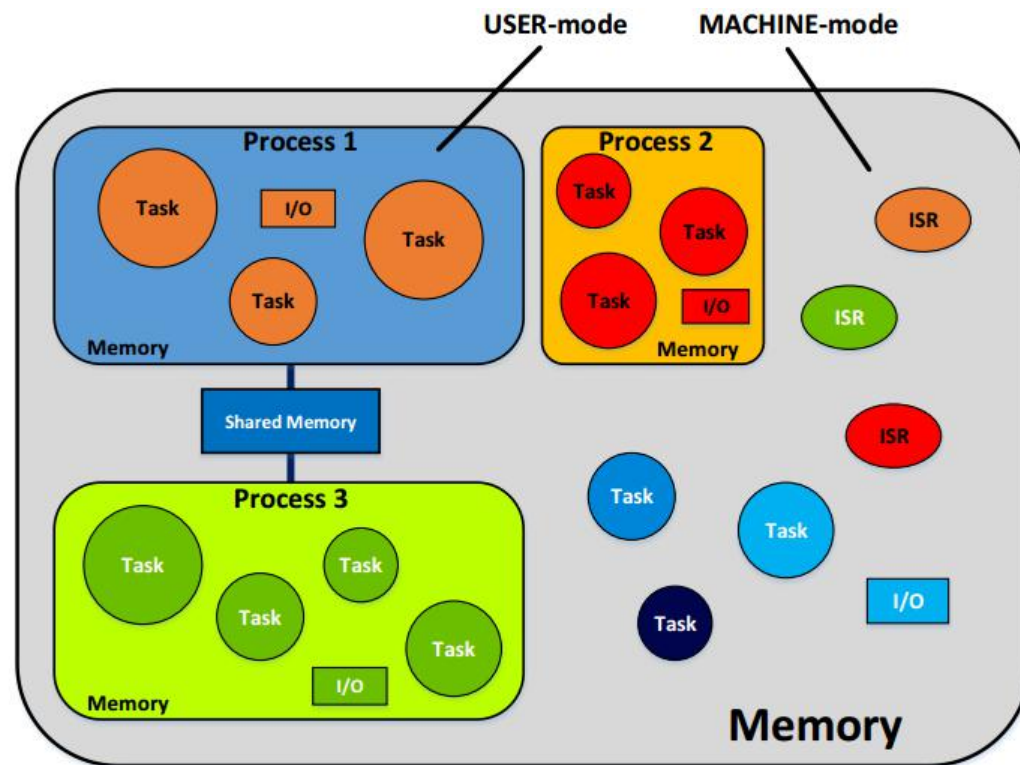 USER-mode
MACHINE-mode
Process 1
Task
I/O
Task
Task
Memory
Process 2
Task
Task
Task
I/O
Memory
ISR
ISR
ISR
Shared Memory
Process 3
Task
Task
Task
Task
I/O
Memory
Task
Task
Task
I/O
Memory